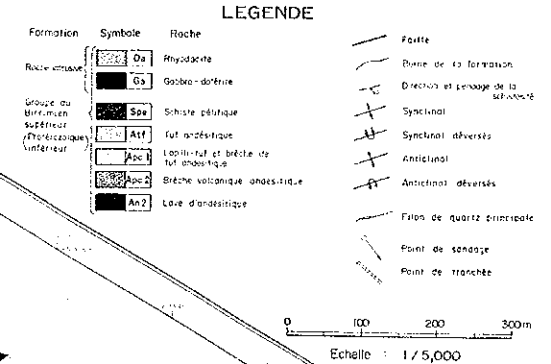 LEGENDE
Formation Symbole Roche
Roche intrusive
Da Rhyodacite
Gb Gabbro-dolérite
Groupe du Birrimien supérieur
(Protérozoïque inférieur)
Spe Schiste pélitique
Atf Tuf andésitique
Apc 1 Lapilli-tuf et brèche de
tuf andésitique
Apc 2 Brèche volcanique andésitique
An2 Lave d'andésitique
Faille
Borne de la formation
Direction et pendage de la
schistosité
Synclinal
Synclinal déversés
Anticlinal
Anticlinal déversés
Filon de quartz principale
Point de sondage
Point de tranchée
0 100 200 300m
Echelle : 1/5,000